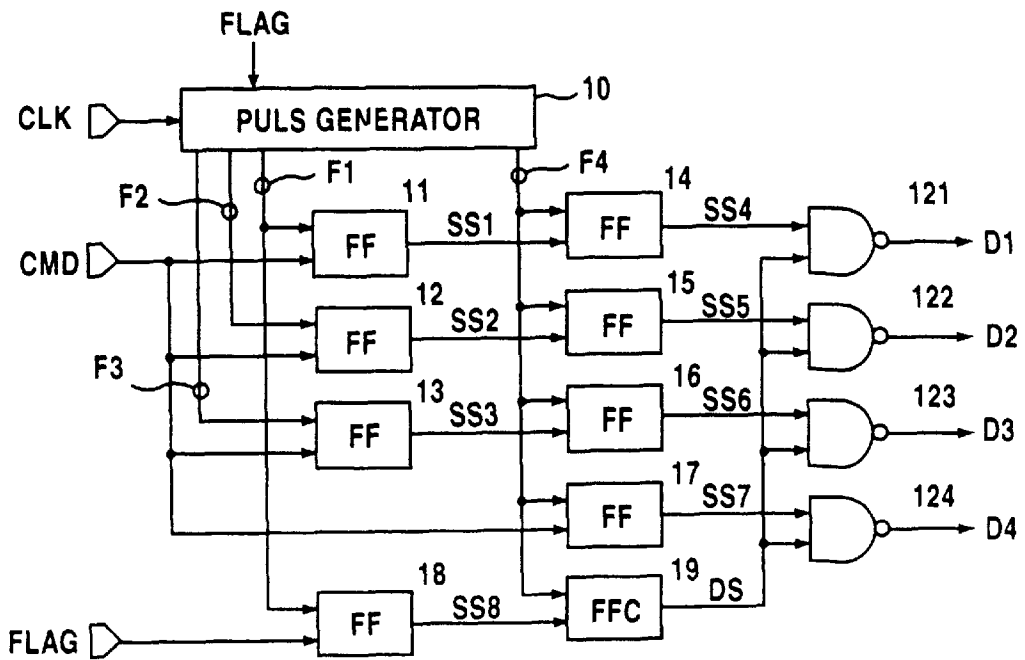 FLAG
10
CLK
PULS GENERATOR
F1
F4
F2
11
14
121
FF
SS1
FF
SS4
D1
CMD
12
15
122
FF
SS2
FF
SS5
D2
F3
13
16
123
FF
SS3
FF
SS6
D3
17
124
FF
SS7
D4
18
19
FF
SS8
FFC
DS
FLAG